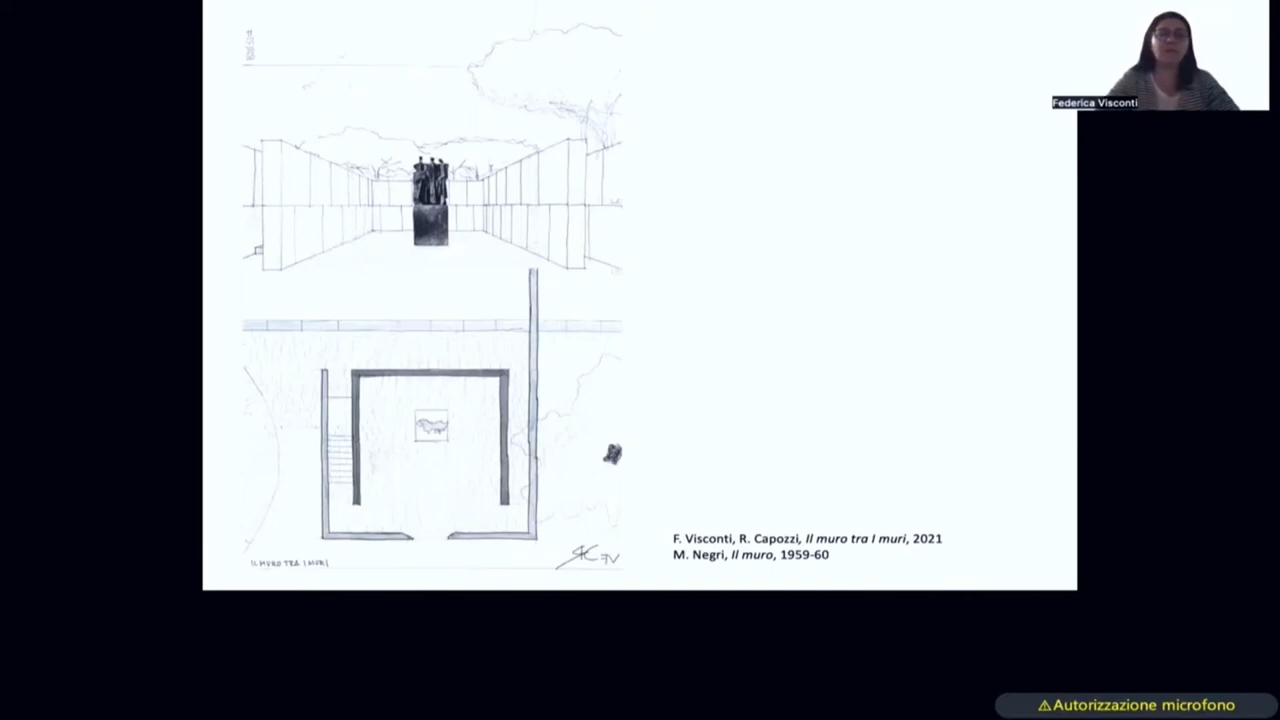 Federica Visconti
F. Visconti, R. Capozzi, Il muro tra I muri, 2021
M. Negri, Il muro, 1959-60
IL MURO TRA I MURI
⚠Autorizzazione microfono